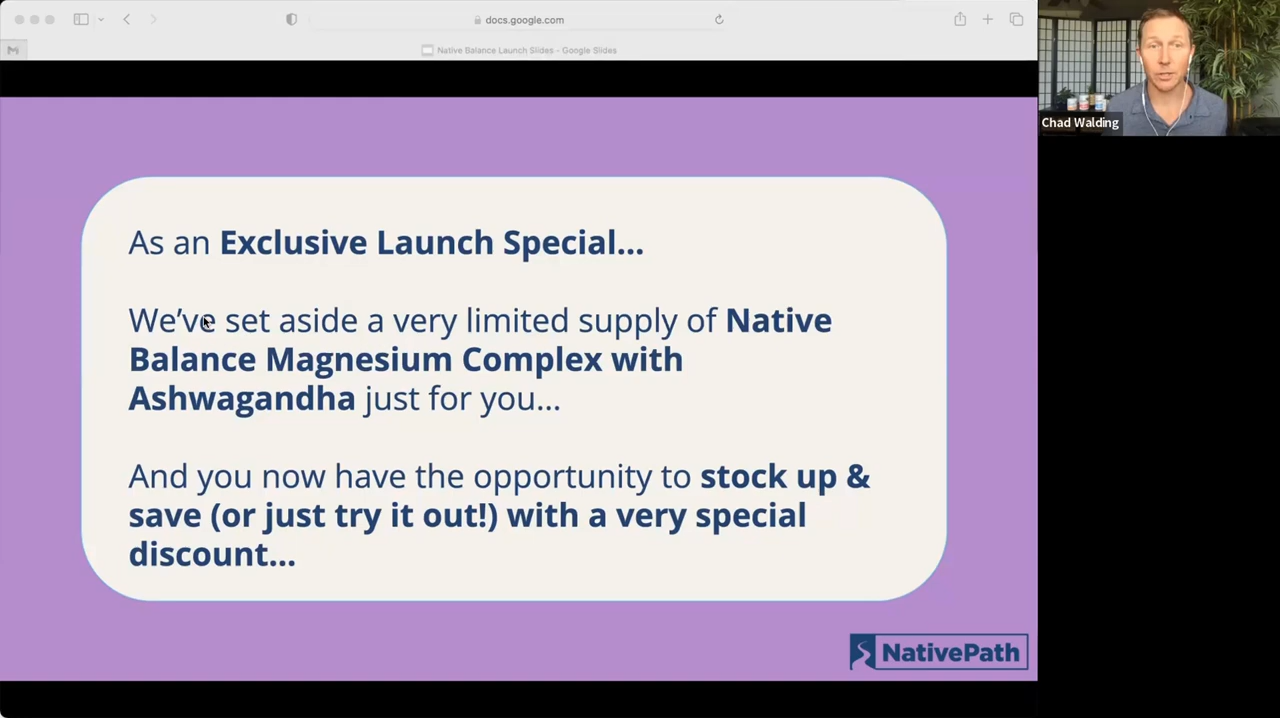 docs.google.com
Native Balance Launch Slides - Google Slides
Chad Walding
As an Exclusive Launch Special...
We've set aside a very limited supply of Native
Balance Magnesium Complex with
Ashwagandha just for you...
And you now have the opportunity to stock up &
save (or just try it out!) with a very special
discount...
NativePath